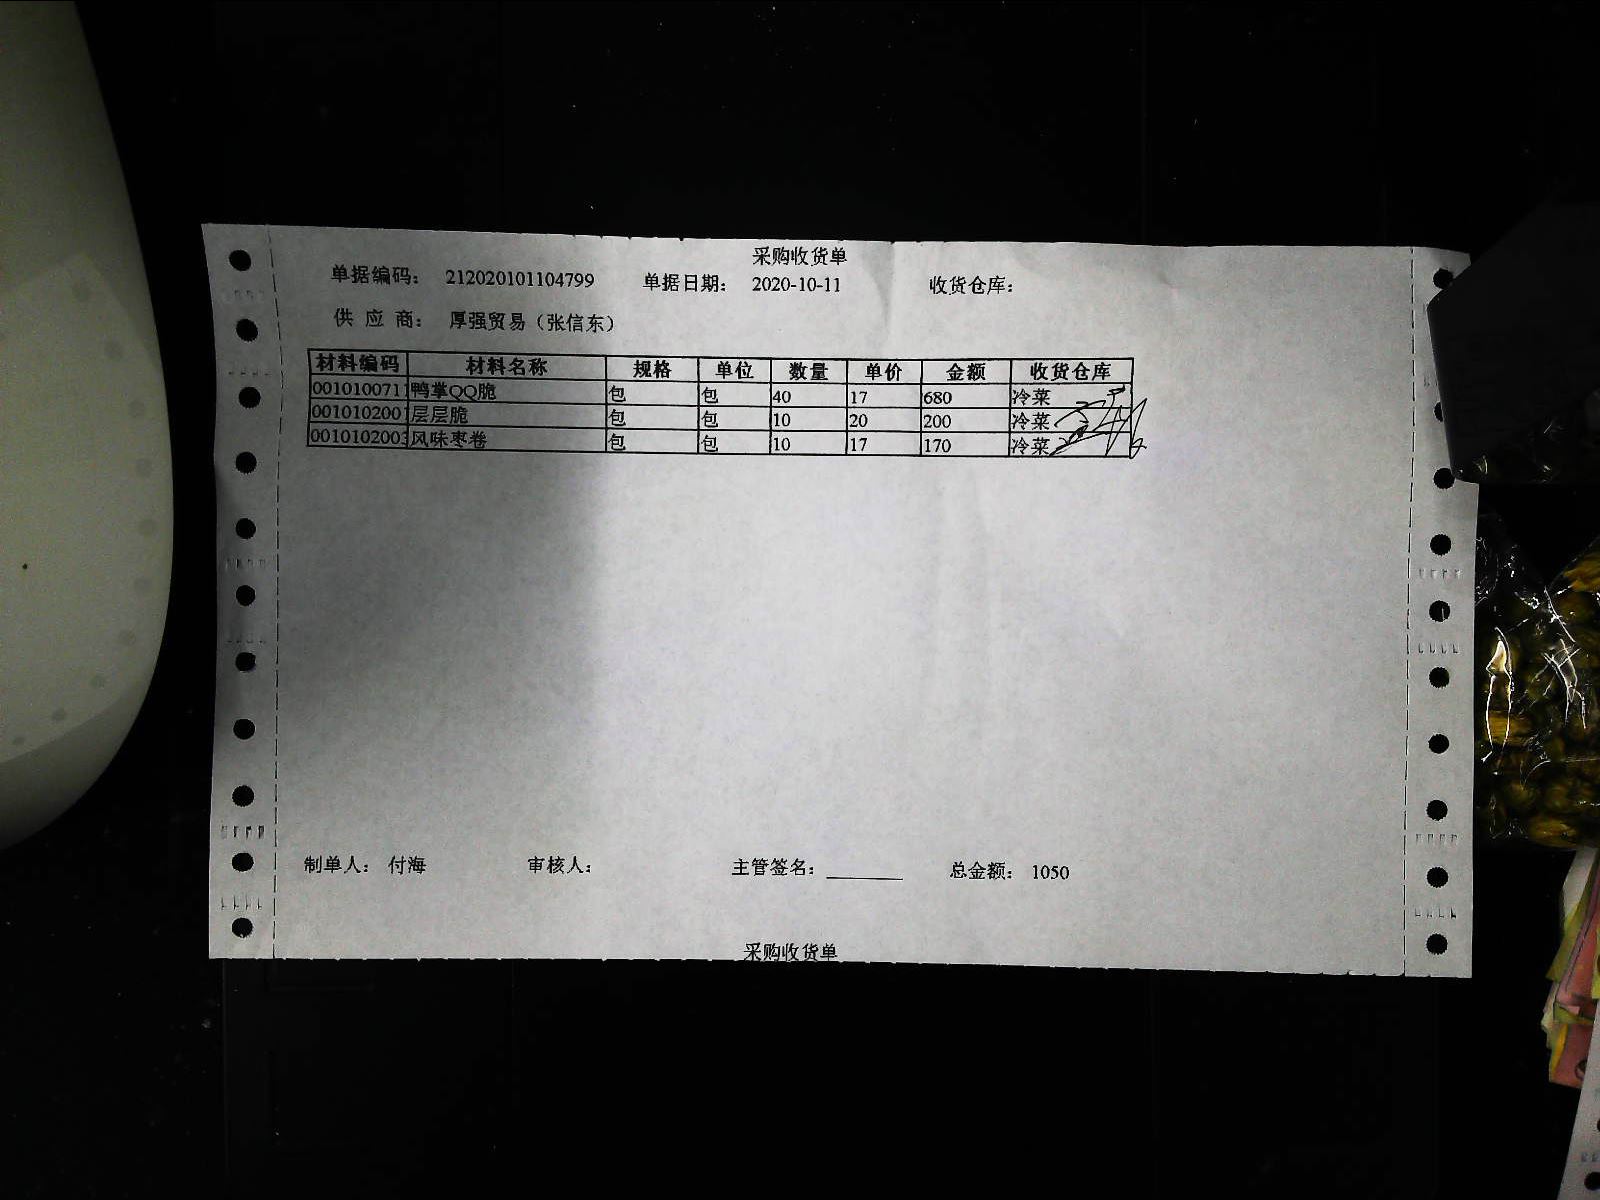 采购收货单
单据编码： 212020101104799 单据日期： 2020-10-11 收货仓库：
供 应 商： 厚强贸易（张信东）
材料编码 材料名称 规格 单位 数量 单价 金额 收货仓库
0010100711 鸭掌QQ脆 包 包 40 17 680 冷菜
0010102001 层层脆 包 包 10 20 200 冷菜
0010102003 风味枣卷 包 包 10 17 170 冷菜
制单人： 付海 审核人： 主管签名： 总金额： 1050
采购收货单